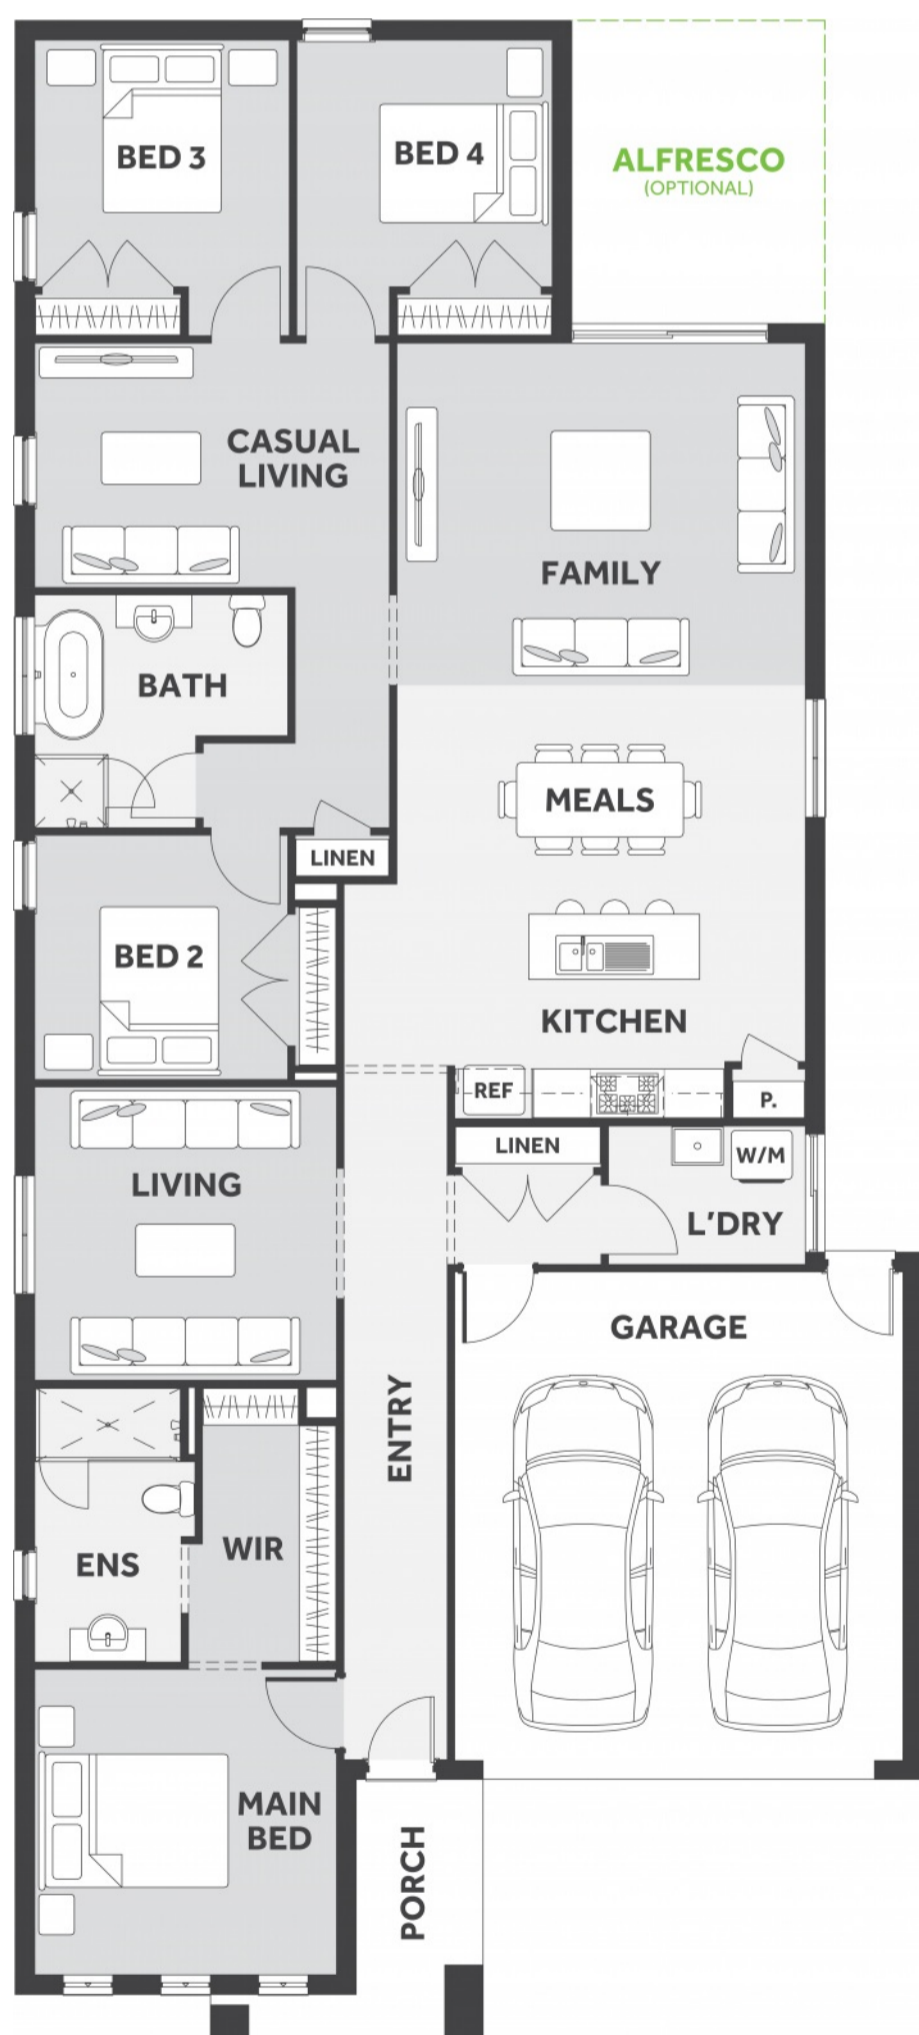 BED 3
BED 4
ALFRESCO
(OPTIONAL)
CASUAL
LIVING
FAMILY
BATH
MEALS
LINEN
BED 2
KITCHEN
REF
P.
LINEN
W/M
LIVING
L'DRY
GARAGE
ENTRY
WIR
ENS
MAIN
BED
PORCH